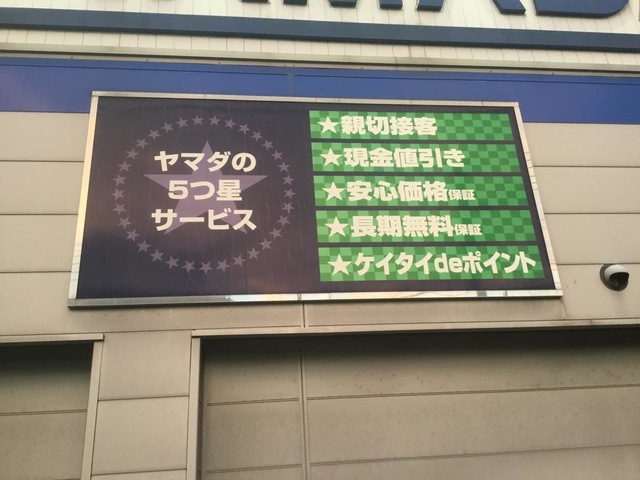 ヤマダの
5つ星
サービス
★親切接客
★現金値引き
★安心価格保証
★長期無料保証
★ケイタイdeポイント